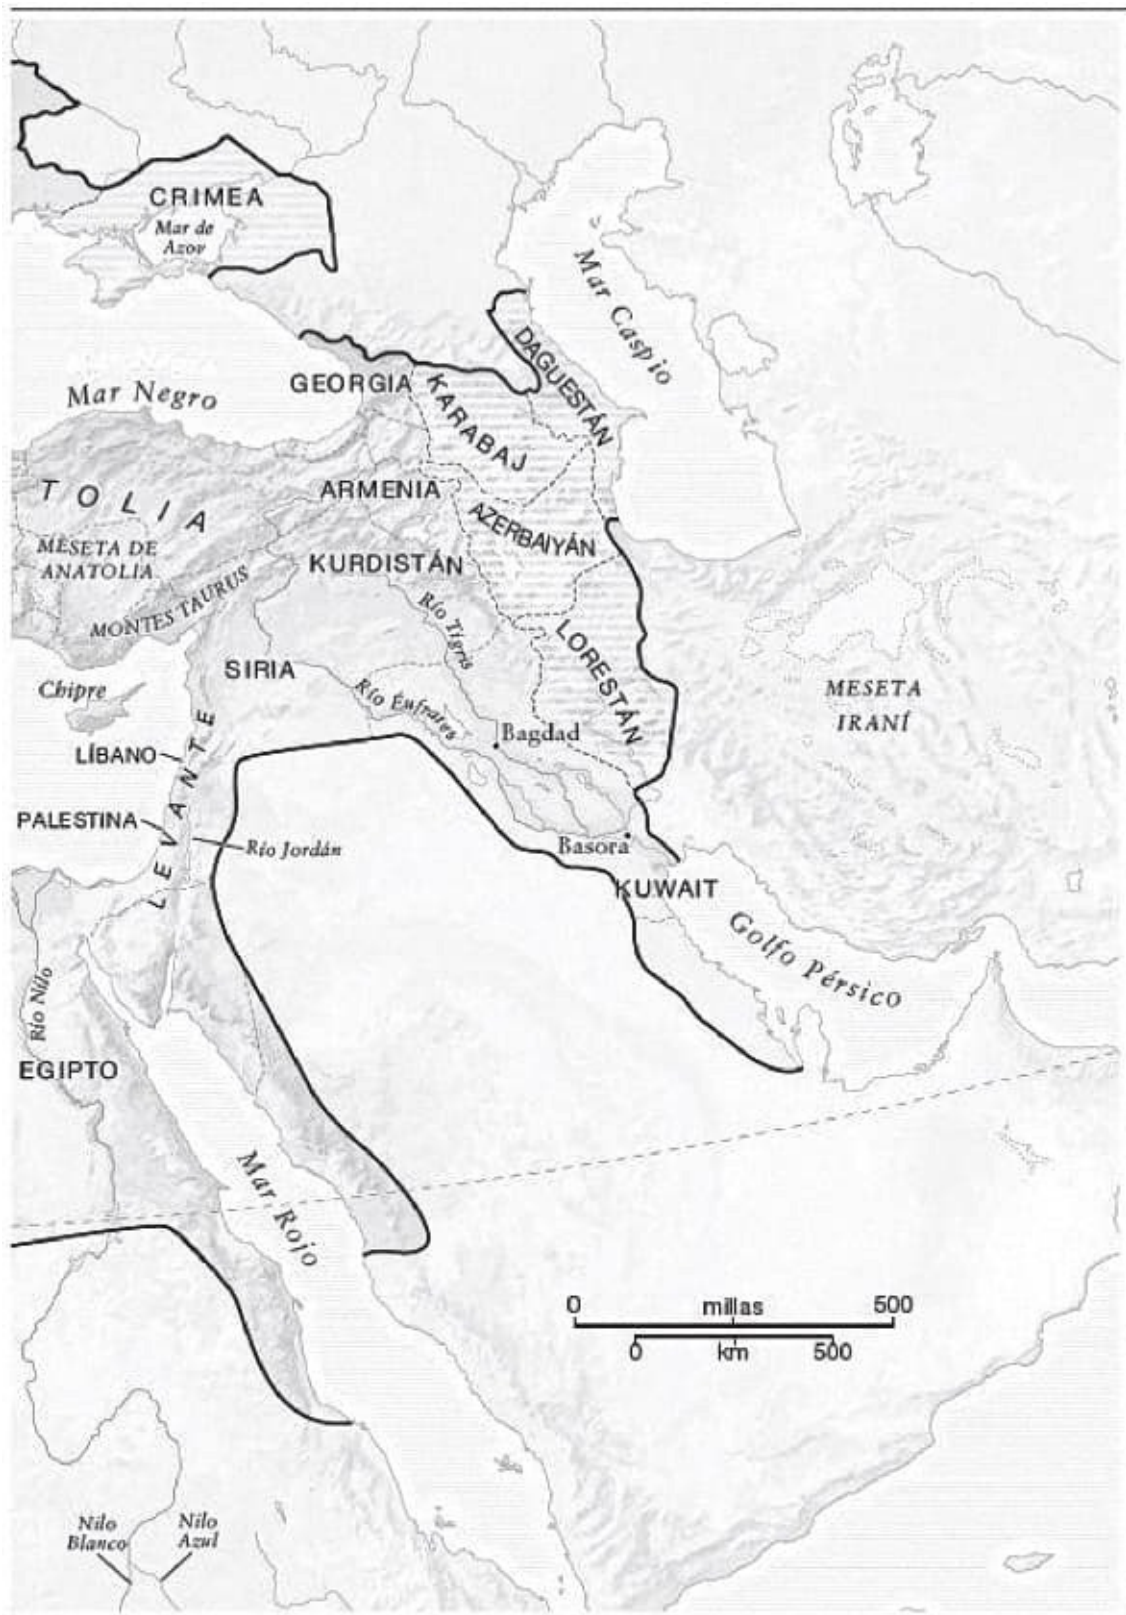 CRIMEA
Mar de
Azov
Mar Caspio
DAGUESTÁN
GEORGIA
KARABAJ
Mar Negro
TOLIA
ARMENIA
AZERBAIYÁN
MESETA DE
ANATOLIA
KURDISTÁN
MONTES TAURUS
Río Tigris
LORESTÁN
SIRIA
Chipre
Río Éufrates
MESETA
IRANÍ
Bagdad
LÍBANO
LEVANTE
PALESTINA
Río Jordán
Basora
KUWAIT
Golfo Pérsico
Río Nilo
EGIPTO
Mar Rojo
0 millas 500
0 km 500
Nilo
Blanco
Nilo
Azul